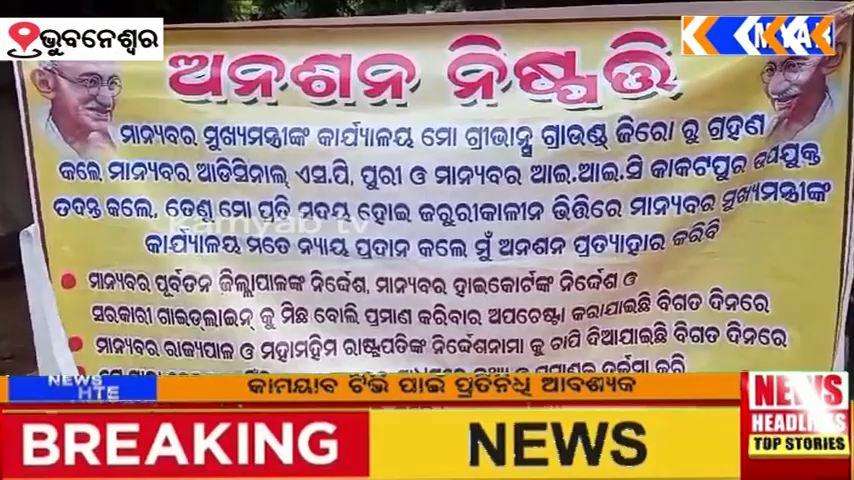 ଭୁବନେଶ୍ୱର
ଅନଶନ ନିଷ୍ପତ୍ତି
ମାନ୍ୟବର ମୁଖ୍ୟମନ୍ତ୍ରୀଙ୍କ କାର୍ଯ୍ୟାଳୟ ମୋ ଗ୍ରୀଭାନ୍ସ ଗ୍ରାଉଣ୍ଡ ଜିରୋ ରୁ ଗ୍ରହଣ
କଲେ ମାନ୍ୟବର ଆଡିସିନାଲ୍ ଏସ.ପି, ପୁରୀ ଓ ମାନ୍ୟବର ଆଇ.ଆଇ.ସି କାକଟପୁର ଉପଯୁକ୍ତ
ତଦନ୍ତ କଲେ, ତେଣୁ ମୋ ପ୍ରତି ସଦୟ ହୋଇ ଜରୁରୀକାଳୀନ ଭିତ୍ତିରେ ମାନ୍ୟବର ମୁଖ୍ୟମନ୍ତ୍ରୀଙ୍କ
kamyab tv
କାର୍ଯ୍ୟାଳୟ ମତେ ନ୍ୟାୟ ପ୍ରଦାନ କଲେ ମୁଁ ଅନଶନ ପ୍ରତ୍ୟାହାର କରିବି
ମାନ୍ୟବର ପୂର୍ବତନ ଜିଲ୍ଲାପାଳଙ୍କ ନିର୍ଦ୍ଦେଶ, ମାନ୍ୟବର ହାଇକୋର୍ଟଙ୍କ ନିର୍ଦ୍ଦେଶ ଓ
ସରକାରୀ ଗାଇଡ୍‌ଲାଇନ୍ କୁ ମିଛ ବୋଲି ପ୍ରମାଣ କରିବାର ଅପଚେଷ୍ଟା କରାଯାଇଛି ବିଗତ ଦିନରେ
ମାନ୍ୟବର ରାଜ୍ୟପାଳ ଓ ମହାମହିମ ରାଷ୍ଟ୍ରପତିଙ୍କ ନିର୍ଦ୍ଦେଶନାମା କୁ ଚାପି ଦିଆଯାଇଛି ବିଗତ ଦିନରେ
NEWS
HTE
କାମୟାବ ଟିଭି ପାଇଁ ପ୍ରତିନିଧି ଆବଶ୍ୟକ
BREAKING NEWS
NEWS
HEADLINES
TOP STORIES